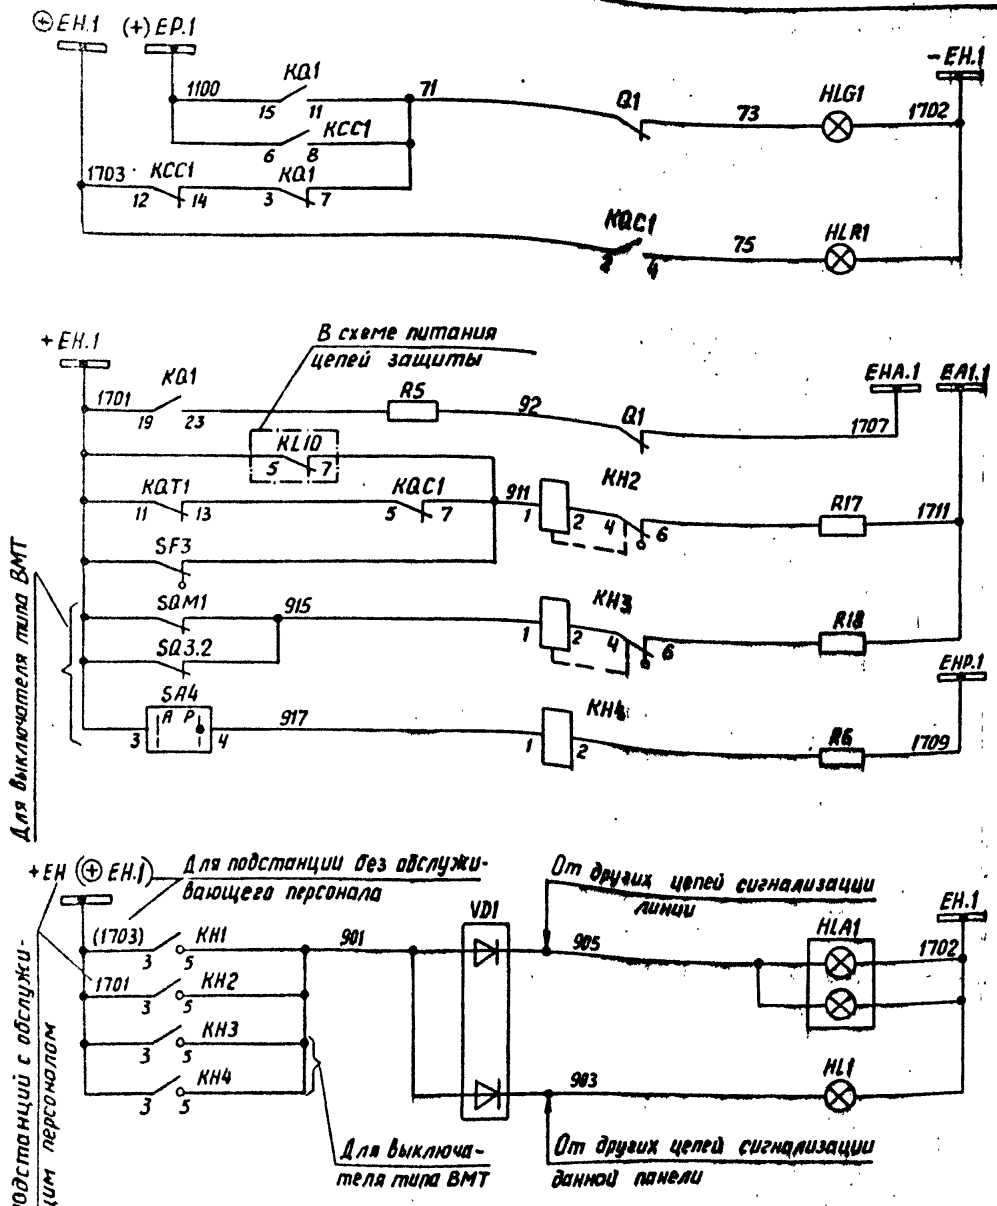 ⊕ EH.1 (+) EP.1
- EH.1
1100 KQ1 71 Q1 73 HLG1 1702
15 11
KCC1
6 8
1703 KCC1 KQ1
12 14 3 7
KQC1 75 HLR1
2 4
В схеме питания
цепей защиты
+ EH.1
EHA.1 EA1.1
1701 KQ1 R5 92 Q1 1707
19 23
KL10
5 7
KQT1 KQC1 911 KH2 R17 1711
11 13 5 7 1 2 4 6
SF3
SQM1 915 KH3 R18
1 2 4 6
SQ3.2
EHP.1
SA4 917 KH4 R6 1709
A P
3 4 1 2
Для выключателя типа ВМТ
+EH (⊕ EH.1)
Для подстанции без обслужи-
вающего персонала
От других цепей сигнализации
линии
EH.1
(1703) KH1 901 VD1 905 HLA1 1702
3 5
1701 KH2
3 5
KH3
3 5
KH4 903 HL1
3 5
Для выключа-
теля типа ВМТ
От других цепей сигнализации
данной панели
подстанций с обслужи-
щим персоналом